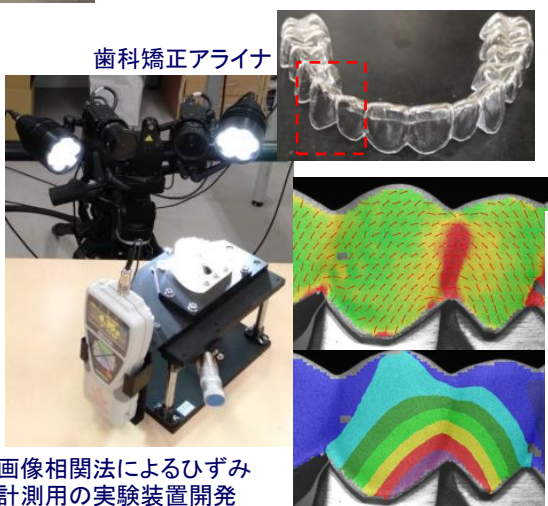 歯科矯正アライナ
画像相関法によるひずみ
計測用の実験装置開発